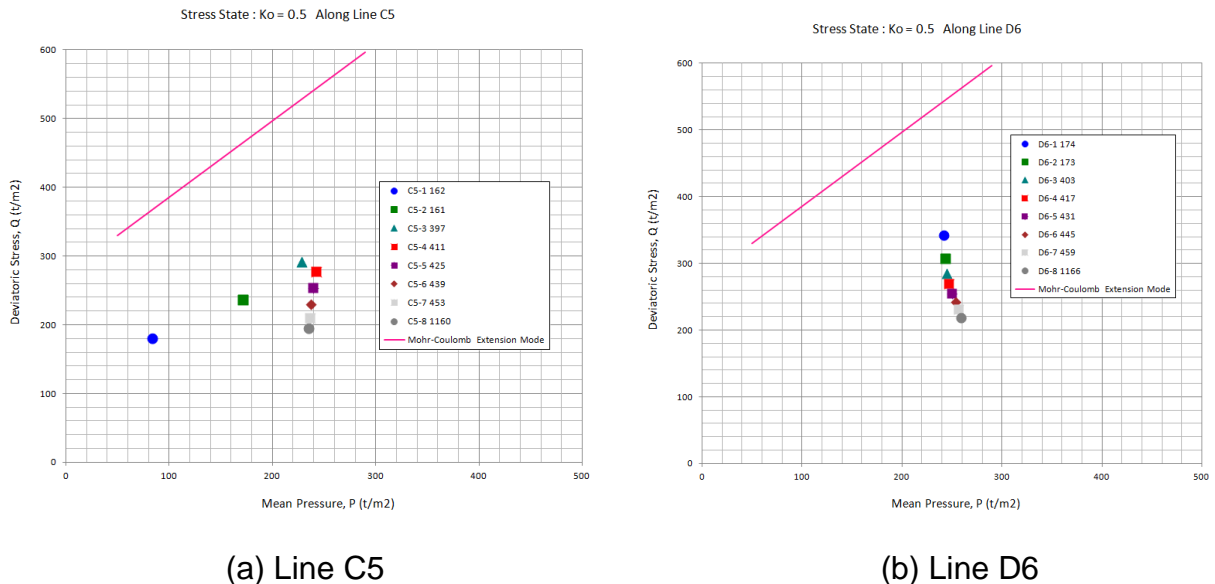 Stress State : Ko = 0.5 Along Line C5
600
500
400
300
200
100
0
Deviatoric Stress, Q (t/m2)
C5-1 162
C5-2 161
C5-3 397
C5-4 411
C5-5 425
C5-6 439
C5-7 453
C5-8 1160
Mohr-Coulomb Extension Mode
0 100 200 300 400 500
Mean Pressure, P (t/m2)
(a) Line C5
Stress State : Ko = 0.5 Along Line D6
600
500
400
300
200
100
0
Deviatoric Stress, Q (t/m2)
D6-1 174
D6-2 173
D6-3 403
D6-4 417
D6-5 431
D6-6 445
D6-7 459
D6-8 1166
Mohr-Coulomb Extension Mode
0 100 200 300 400 500
Mean Pressure, P (t/m2)
(b) Line D6